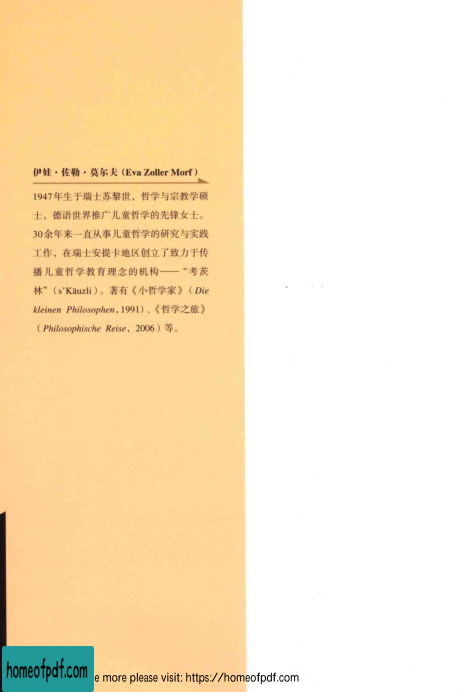 伊娃·佐勒·莫尔夫（Eva Zoller Morf）
1947年生于瑞士苏黎世，哲学与宗教学硕
士，德语世界推广儿童哲学的先锋女士。
30余年来一直从事儿童哲学的研究与实践
工作，在瑞士安提卡地区创立了致力于传
播儿童哲学教育理念的机构——“考茨
林”（s'Käuzli）。著有《小哲学家》（Die
kleinen Philosophen,1991）、《哲学之旅》
（Philosophische Reise，2006）等。
homeofpdf.com
e more please visit: https://homeofpdf.com